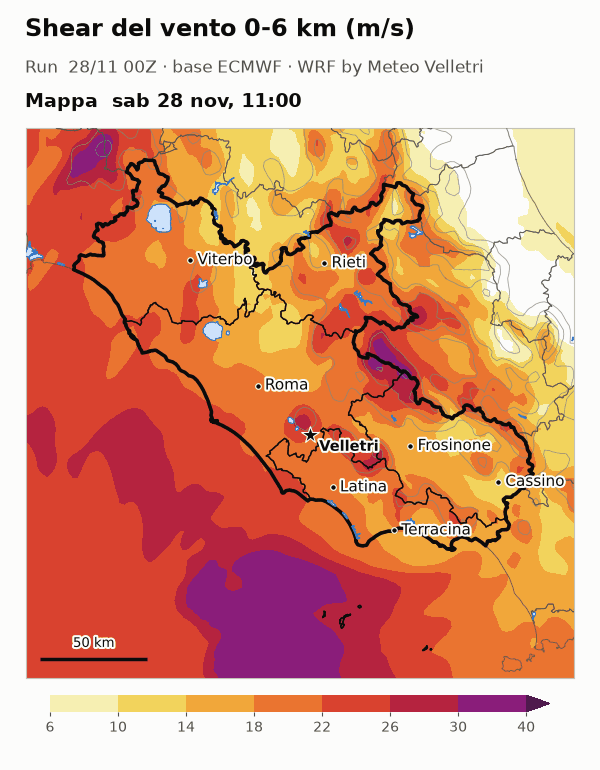 Shear del vento 0-6 km (m/s)
Run  28/11 00Z · base ECMWF · WRF by Meteo Velletri
Mappa  sab 28 nov, 11:00
Viterbo
Rieti
Roma
Velletri
Frosinone
Cassino
Latina
Terracina
50 km
6 10 14 18 22 26 30 40